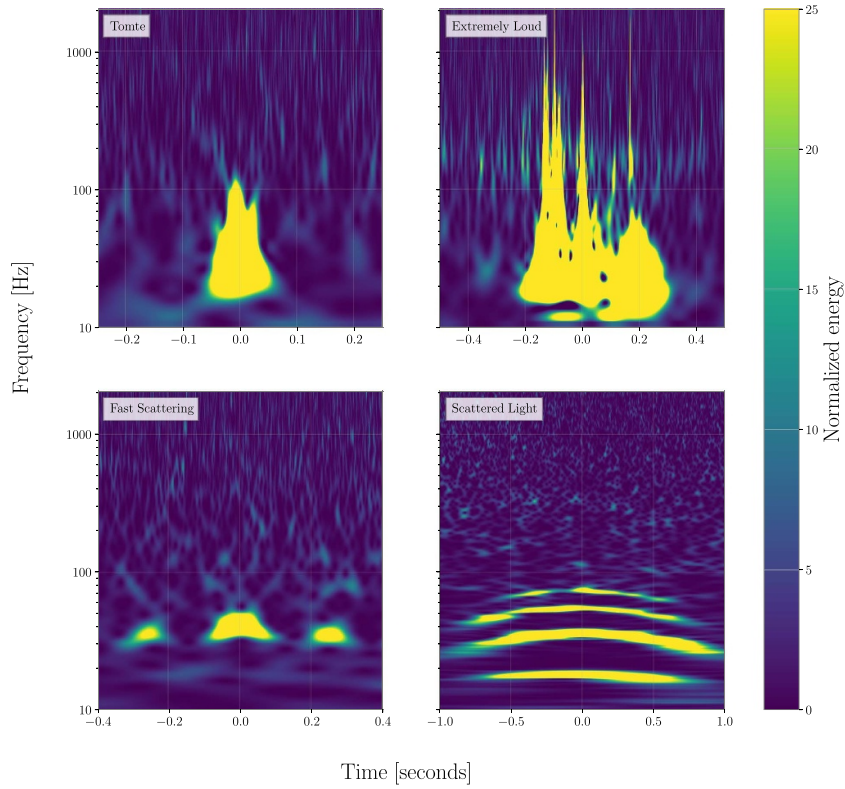 Tomte
Extremely Loud
1000
100
10
−0.2 −0.1 0.0 0.1 0.2
−0.4 −0.2 0.0 0.2 0.4
Fast Scattering
Scattered Light
1000
100
10
−0.4 −0.2 0.0 0.2 0.4
−1.0 −0.5 0.0 0.5 1.0
Frequency [Hz]
Time [seconds]
25
20
15
10
5
0
Normalized energy